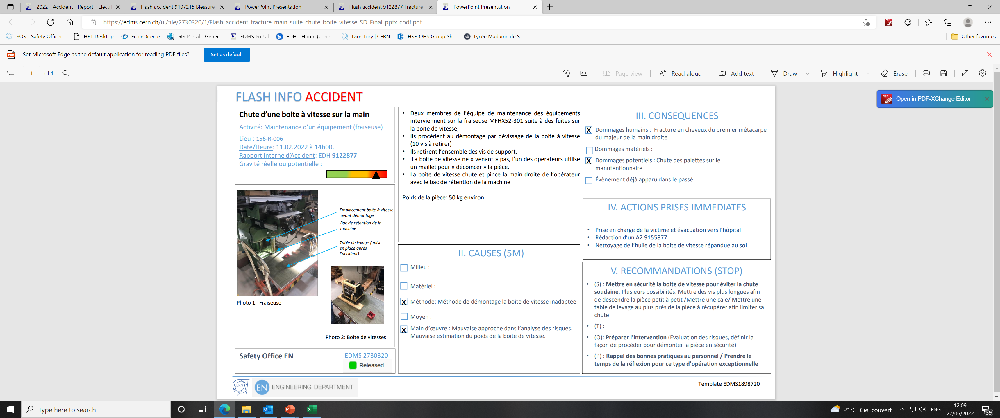 2022 - Accident - Report - Electri
Flash accident 9107215 Blessure
PowerPoint Presentation
Flash accident 9122877 Fracture
PowerPoint Presentation
https://edms.cern.ch/ui/file/2730320/1/Flash_accident_fracture_main_suite_chute_boite_vitesse_SD_Final_pptx_cpdf.pdf
SOS - Safety Officer...
HRT Desktop
EcoleDirecte
GIS Portal - General
EDMS Portal
EDH - Home (Carin...
Directory | CERN
HSE-OHS Group Sh...
Lycée Madame de S...
Other favorites
Set Microsoft Edge as the default application for reading PDF files?
Set as default
1 of 1
Page view
Read aloud
Add text
Draw
Highlight
Erase
Open in PDF-XChange Editor
FLASH INFO ACCIDENT
Chute d’une boite à vitesse sur la main
Activité: Maintenance d’un équipement (fraiseuse)
Lieu : 156-R-006
Date/Heure: 11.02.2022 à 14h00.
Rapport Interne d’Accident: EDH 9122877
Gravité réelle ou potentielle :
Emplacement boite à vitesse
avant démontage
Bac de rétention de la
machine
Table de levage ( mise
en place après
l’accident)
Photo 1: Fraiseuse
Photo 2: Boite de vitesses
Safety Office EN
EDMS 2730320
Released
• Deux membres de l’équipe de maintenance des équipements
interviennent sur la fraiseuse MFHX52-301 suite à des fuites sur
la boite de vitesse,
• Ils procèdent au démontage par dévissage de la boite à vitesse
(10 vis à retirer)
• Ils retirent l’ensemble des vis de support.
• La boite de vitesse ne « venant » pas, l’un des operateurs utilise
un maillet pour « décoincer » la pièce.
• La boite de vitesse chute et pince la main droite de l’opérateur
avec le bac de rétention de la machine
Poids de la pièce: 50 kg environ
II. CAUSES (5M)
Milieu :
Matériel :
X Méthode: Méthode de démontage la boite de vitesse inadaptée
Moyen :
X Main d’œuvre : Mauvaise approche dans l’analyse des risques.
Mauvaise estimation du poids de la boite de vitesse.
III. CONSEQUENCES
X Dommages humains : Fracture en cheveux du premier métacarpe
du majeur de la main droite
Dommages matériels :
X Dommages potentiels : Chute des palettes sur le
manutentionnaire
Évènement déjà apparu dans le passé:
IV. ACTIONS PRISES IMMEDIATES
• Prise en charge de la victime et évacuation vers l’hôpital
• Rédaction d’un A2 9155877
• Nettoyage de l’huile de la boite de vitesse répandue au sol
V. RECOMMANDATIONS (STOP)
• (S) : Mettre en sécurité la boite de vitesse pour éviter la chute
soudaine. Plusieurs possibilités: Mettre des vis plus longues afin
de descendre la pièce petit à petit /Mettre une cale/ Mettre une
table de levage au plus près de la pièce à récupérer afin limiter sa
chute
• (T) :
• (O): Préparer l’intervention (Evaluation des risques, définir la
façon de procéder pour démonter la pièce en sécurité)
• (P) : Rappel des bonnes pratiques au personnel / Prendre le
temps de la réflexion pour ce type d’opération exceptionnelle
CERN
EN ENGINEERING DEPARTMENT
Template EDMS1898720
Type here to search
21°C Ciel couvert
ENG
12:09
27/06/2022
39